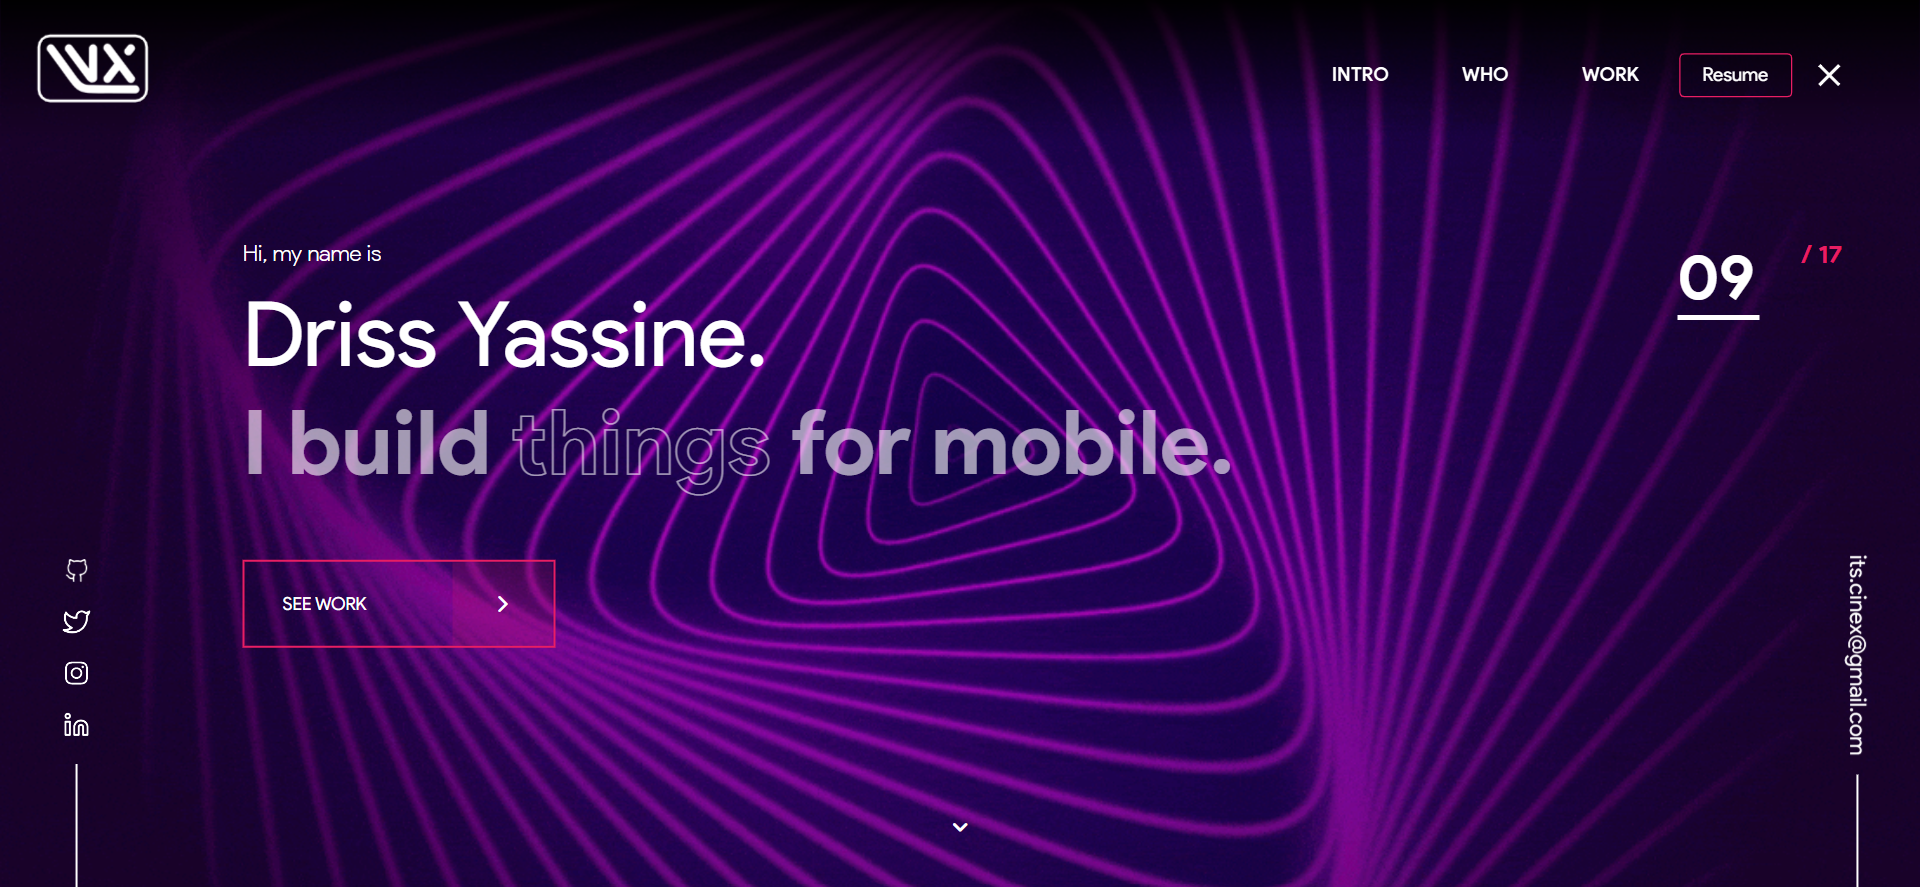 INTRO WHO WORK Resume
Hi, my name is
09 / 17
Driss Yassine.
I build things for mobile.
SEE WORK
its.cinex@gmail.com